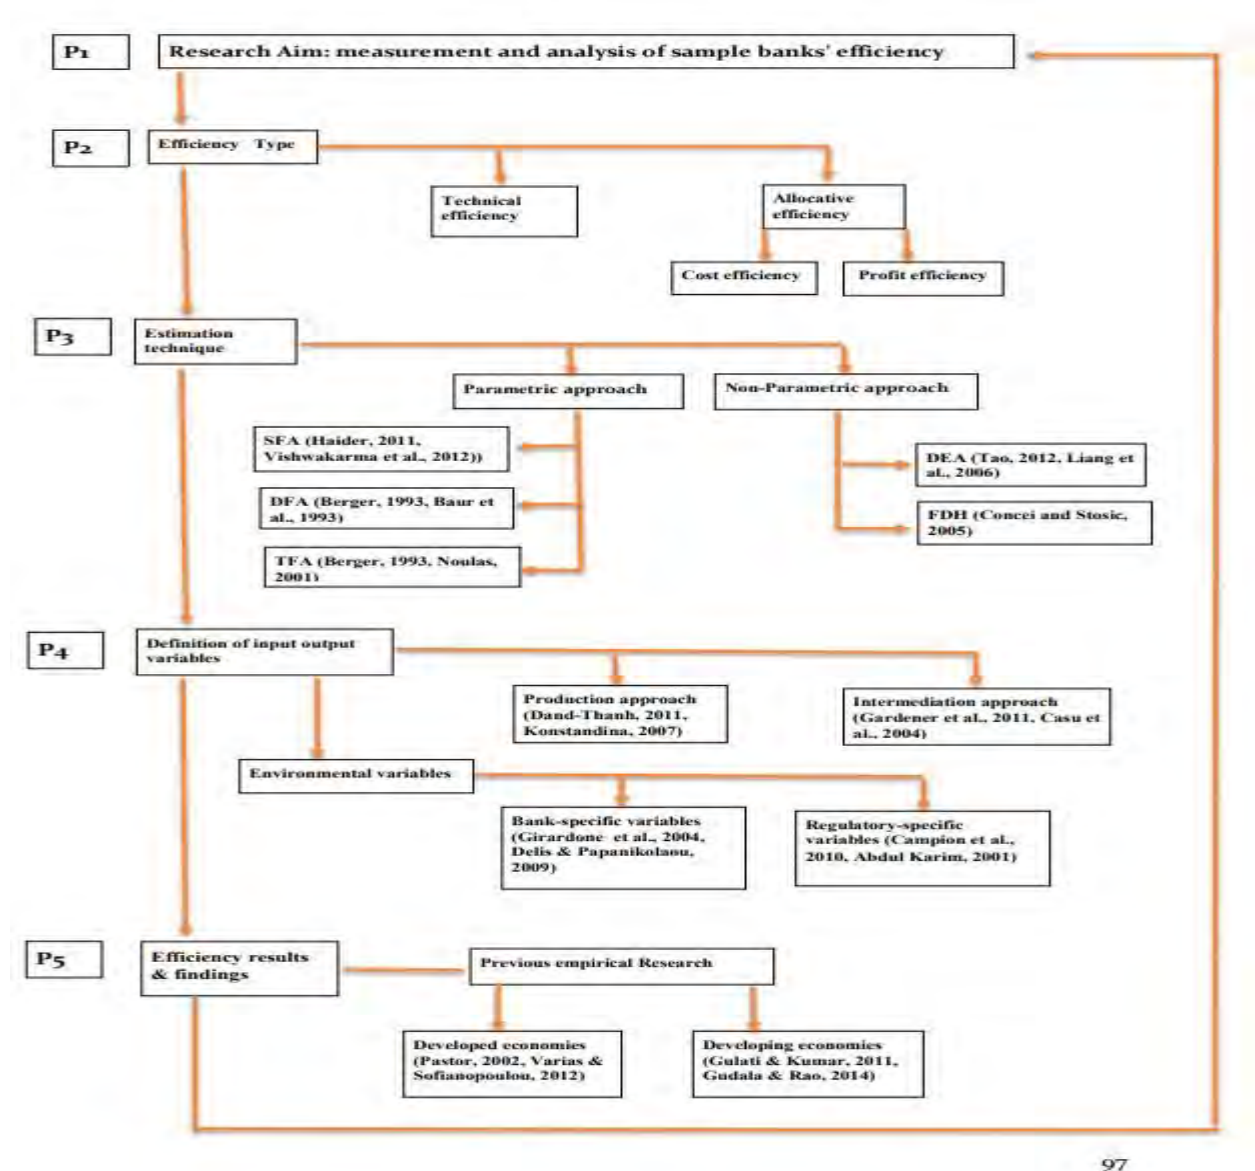 P1
Research Aim: measurement and analysis of sample banks' efficiency
P2
Efficiency Type
Technical
efficiency
Allocative
efficiency
Cost efficiency
Profit efficiency
P3
Estimation
technique
Parametric approach
Non-Parametric approach
SFA (Haider, 2011,
Vishwakarma et al., 2012))
DFA (Berger, 1993, Baur et
al., 1993)
TFA (Berger, 1993, Noulas,
2001)
DEA (Tao, 2012, Liang et
al., 2006)
FDH (Concei and Stosic,
2005)
P4
Definition of input output
variables
Production approach
(Dand-Thanh, 2011,
Konstandina, 2007)
Intermediation approach
(Gardener et al., 2011, Casu et
al., 2004)
Environmental variables
Bank-specific variables
(Girardone et al., 2004,
Delis & Papanikolaou,
2009)
Regulatory-specific
variables (Campion et al.,
2010, Abdul Karim, 2001)
P5
Efficiency results
& findings
Previous empirical Research
Developed economies
(Pastor, 2002, Varias &
Sofianopoulou, 2012)
Developing economies
(Gulati & Kumar, 2011,
Gudala & Rao, 2014)
97